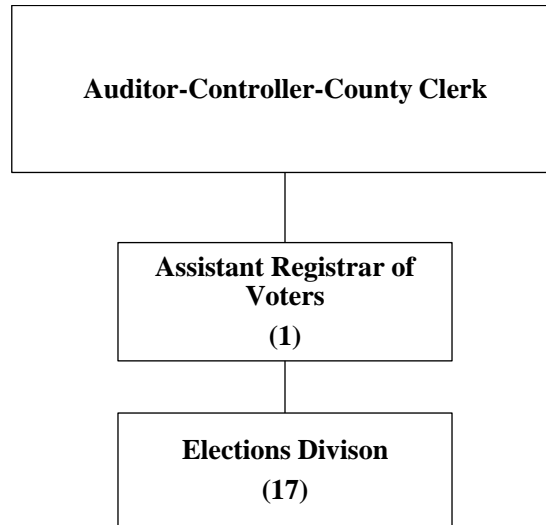 Auditor-Controller-County Clerk
Assistant Registrar of
Voters
(1)
Elections Divison
(17)